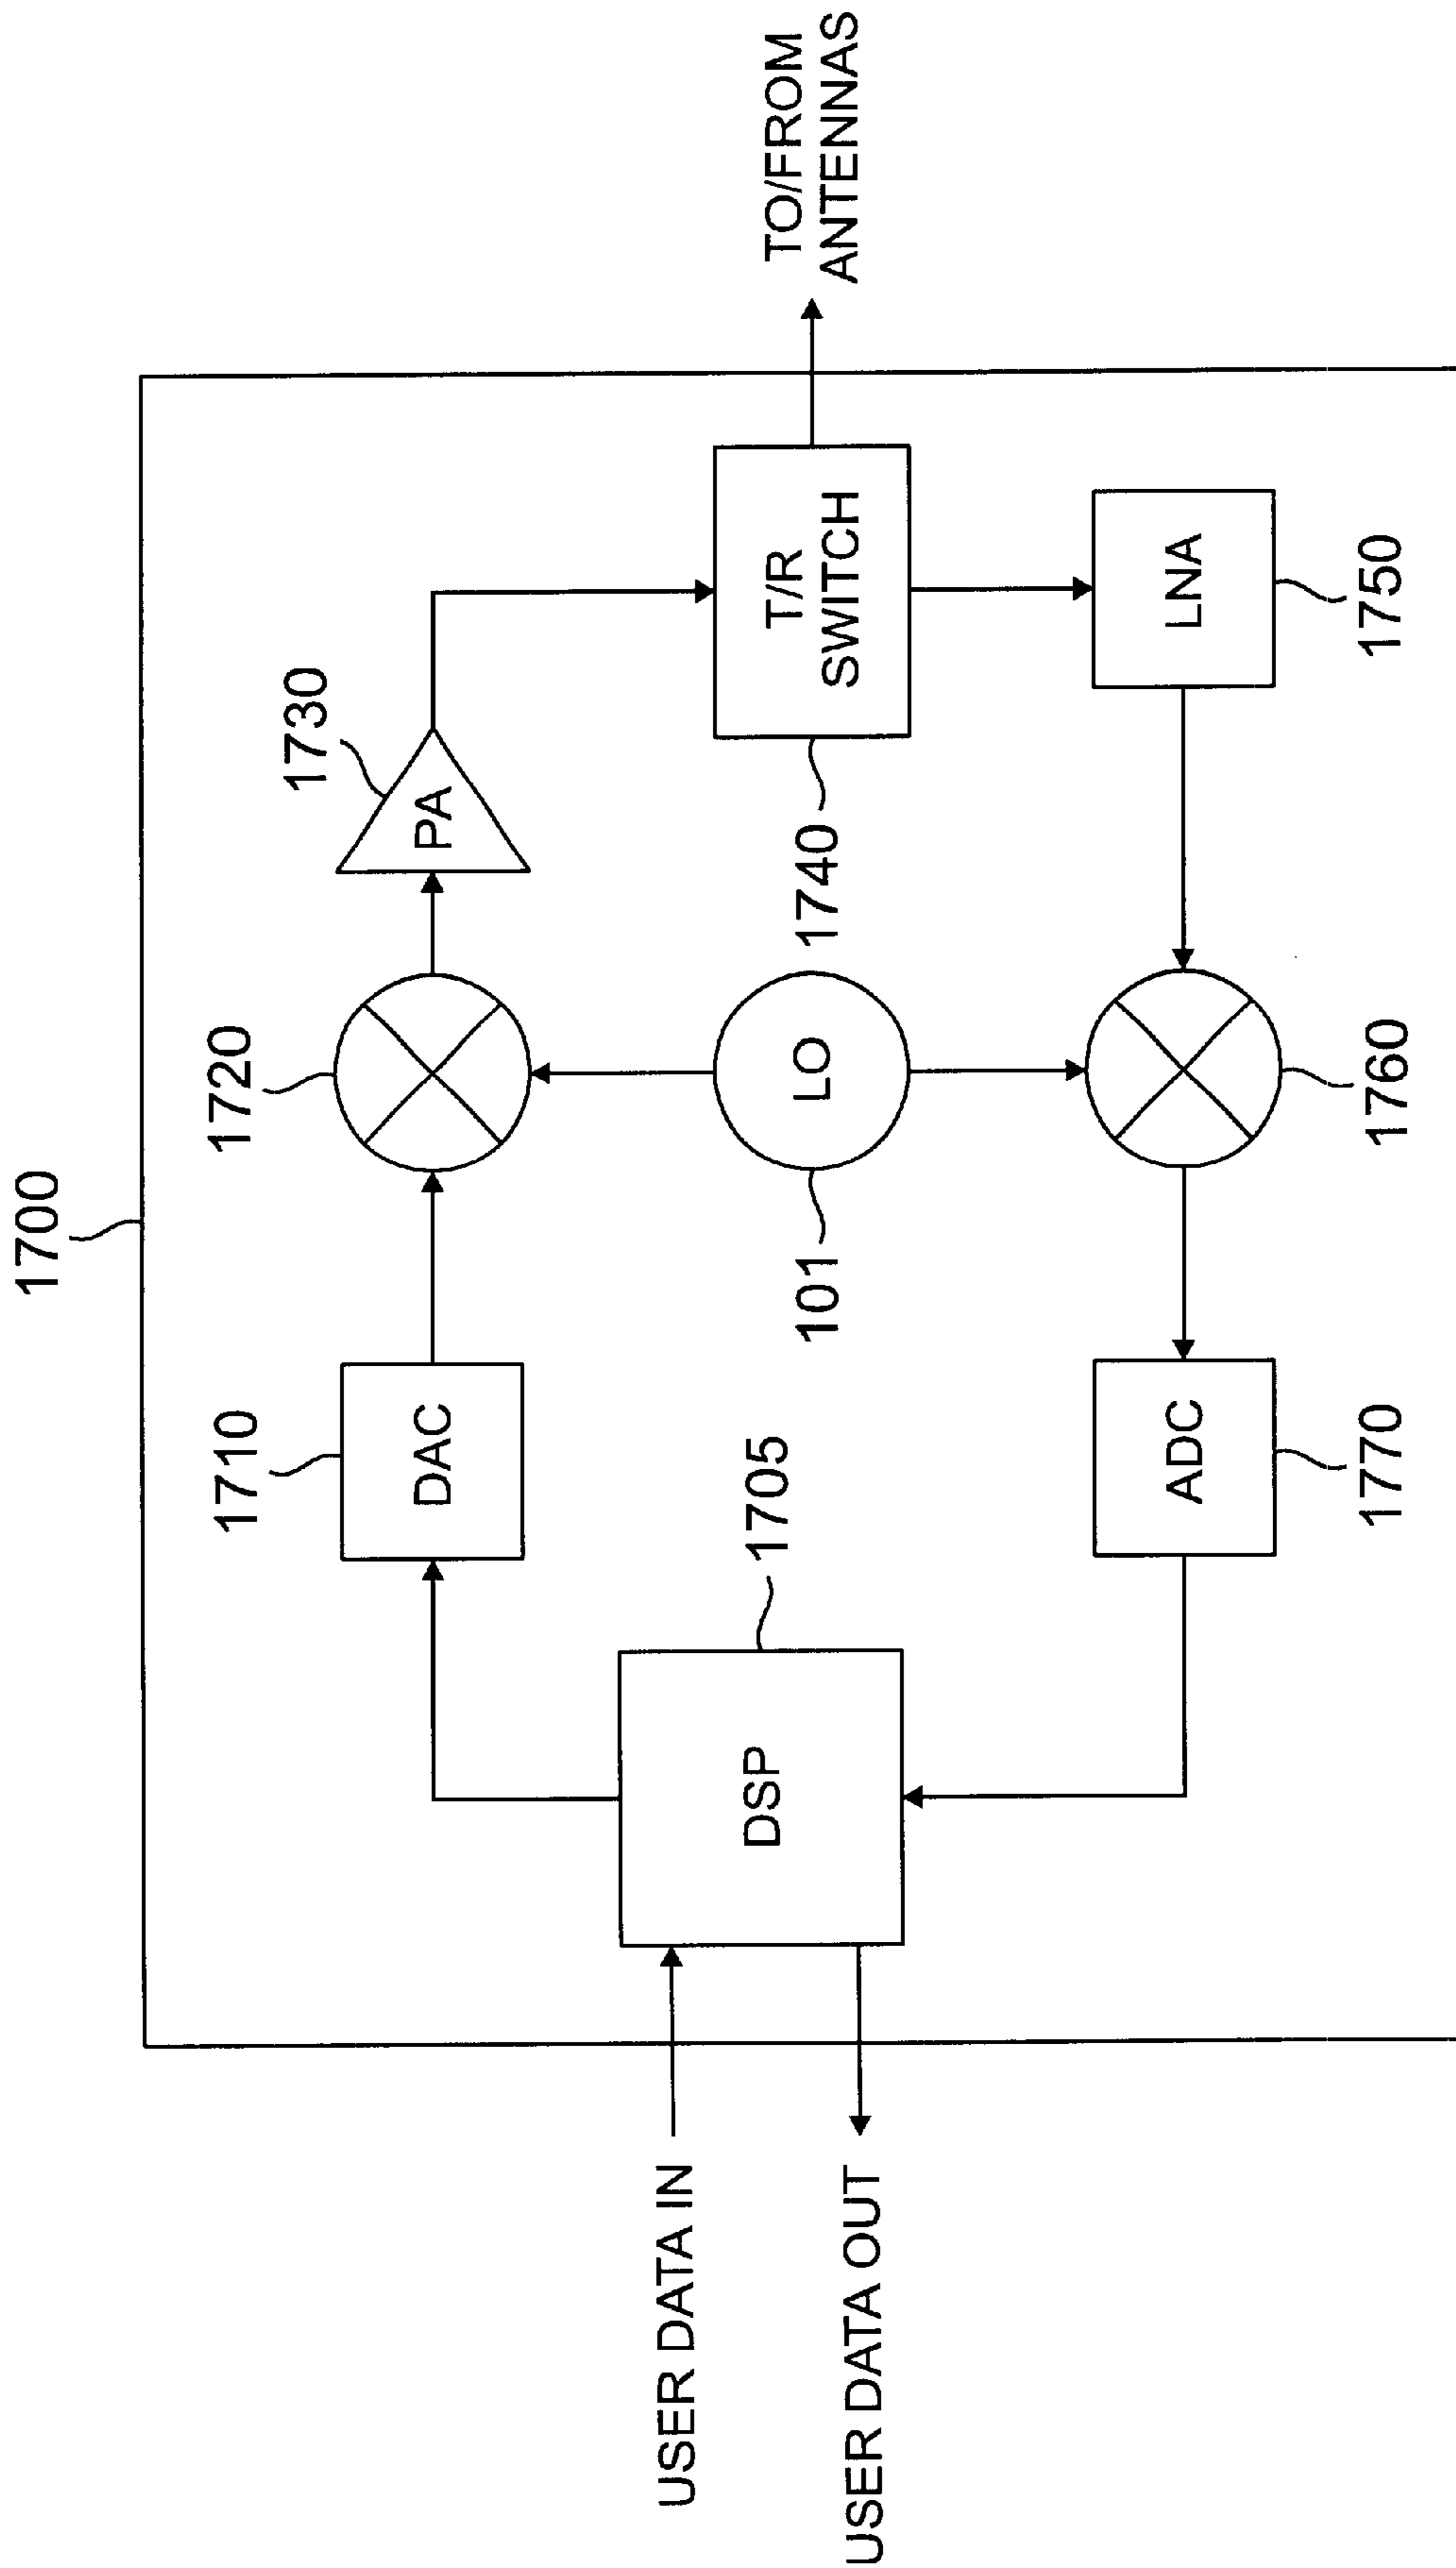 1700
1710
DAC
1720
1730
PA
USER DATA IN
USER DATA OUT
DSP
1705
101
LO
1740
T/R
SWITCH
TO/FROM
ANTENNAS
ADC
1770
1760
LNA
1750